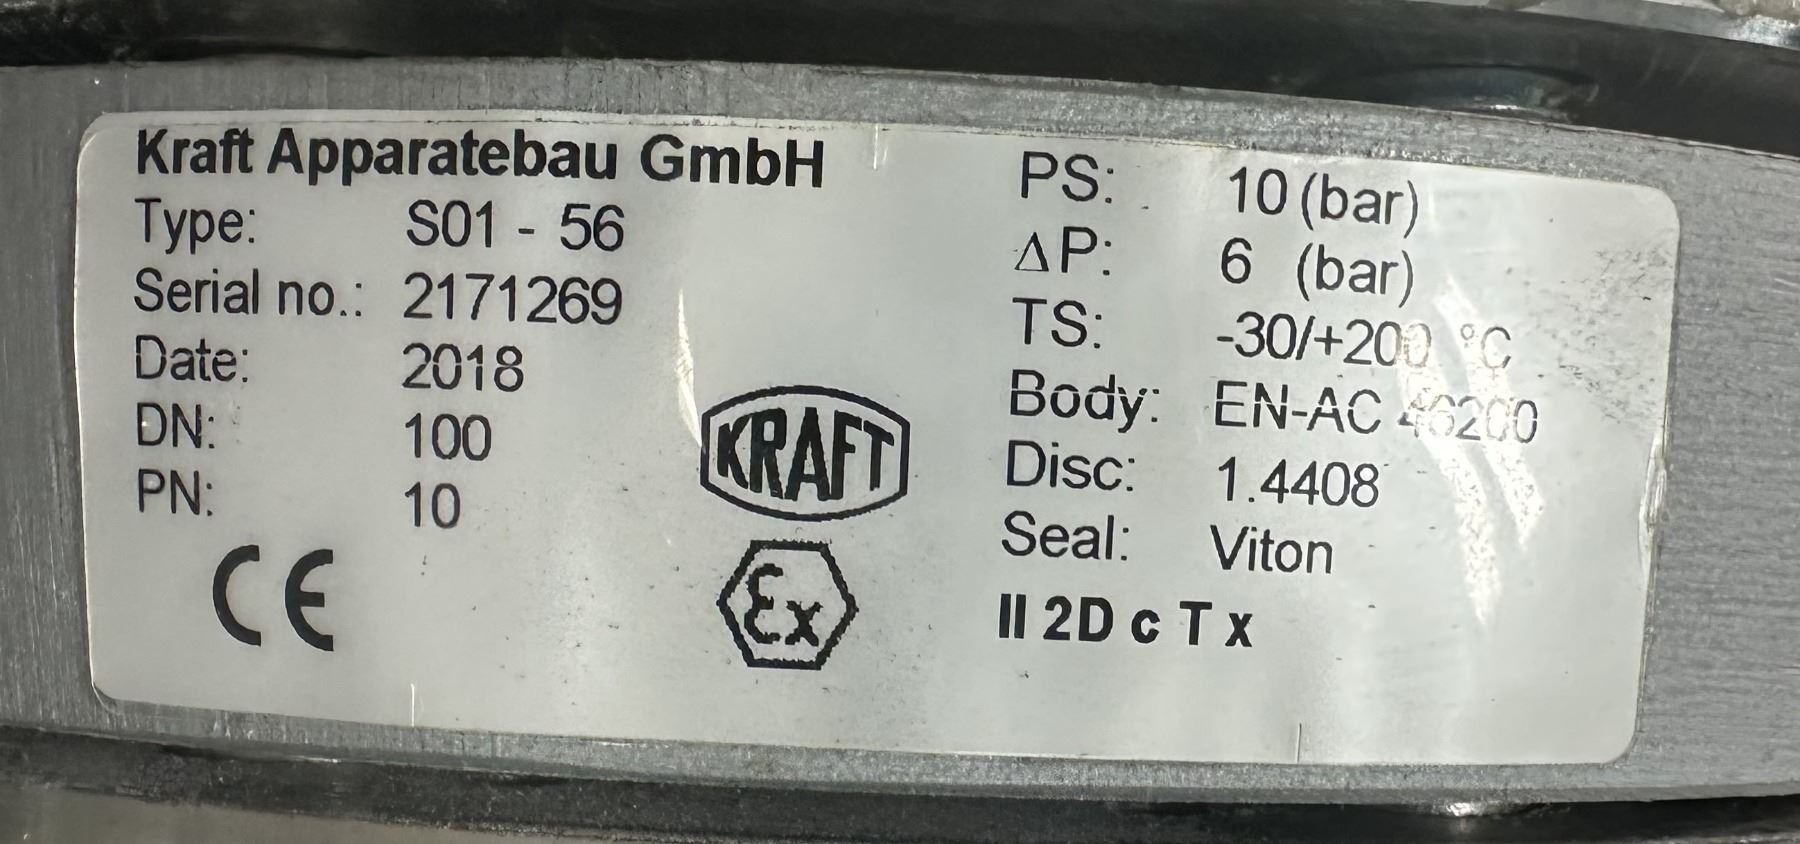 Kraft Apparatebau GmbH
Type: S01 - 56
Serial no.: 2171269
Date: 2018
DN: 100
PN: 10
CE
KRAFT
Ex
PS: 10 (bar)
ΔP: 6 (bar)
TS: -30/+200 °C
Body: EN-AC 46200
Disc: 1.4408
Seal: Viton
II 2D c T x